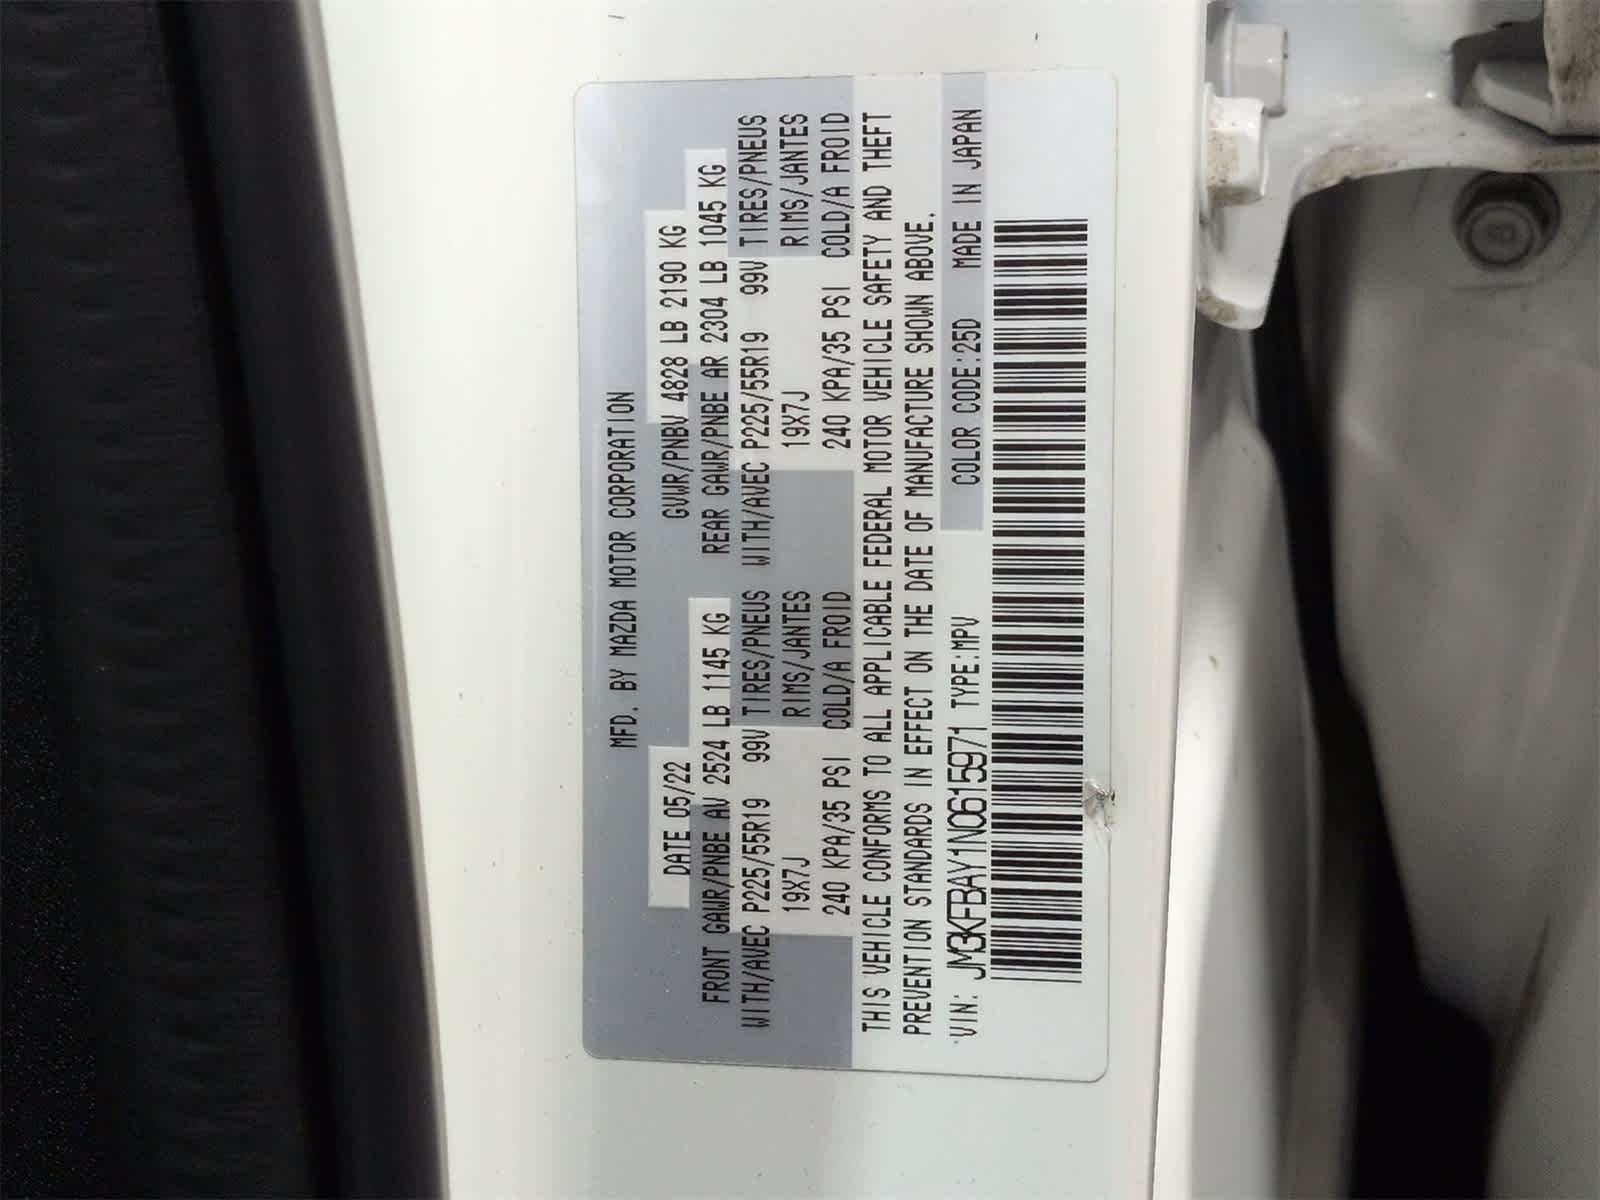 MFD. BY MAZDA MOTOR CORPORATION
DATE 05/22 GVWR/PNBV 4828 LB 2190 KG
FRONT GAWR/PNBE AV 2524 LB 1145 KG REAR GAWR/PNBE AR 2304 LB 1045 KG
WITH/AVEC P225/55R19 99V TIRES/PNEUS WITH/AVEC P225/55R19 99V TIRES/PNEUS
19X7J RIMS/JANTES 19X7J RIMS/JANTES
240 KPA/35 PSI COLD/A FROID 240 KPA/35 PSI COLD/A FROID
THIS VEHICLE CONFORMS TO ALL APPLICABLE FEDERAL MOTOR VEHICLE SAFETY AND THEFT
PREVENTION STANDARDS IN EFFECT ON THE DATE OF MANUFACTURE SHOWN ABOVE.
VIN: JM3KFBAY1N0615971 TYPE:MPV COLOR CODE:25D MADE IN JAPAN